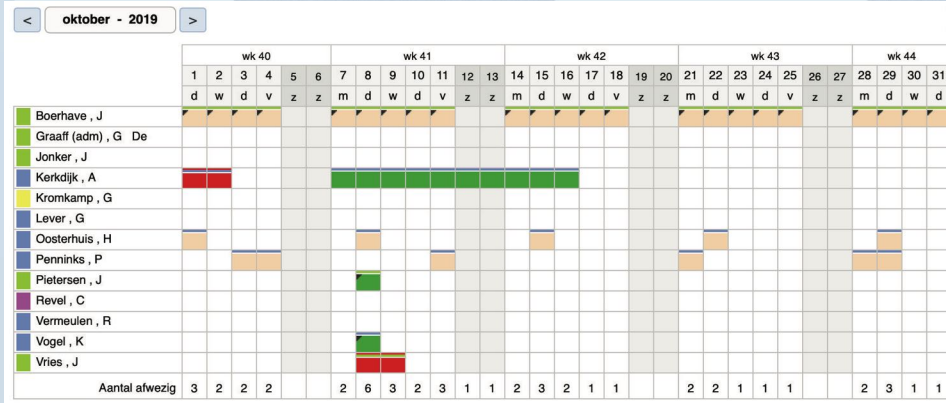 < oktober - 2019 >
wk 40 wk 41 wk 42 wk 43 wk 44
1 2 3 4 5 6 7 8 9 10 11 12 13 14 15 16 17 18 19 20 21 22 23 24 25 26 27 28 29 30 31
d w d v z z m d w d v z z m d w d v z z m d w d v z z m d w d
Boerhave , J
Graaff (adm) , G De
Jonker , J
Kerkdijk , A
Kromkamp , G
Lever , G
Oosterhuis , H
Penninks , P
Pietersen , J
Revel , C
Vermeulen , R
Vogel , K
Vries , J
Aantal afwezig 3 2 2 2 2 6 3 2 3 1 1 2 3 2 1 1 2 2 1 1 1 2 3 1 1